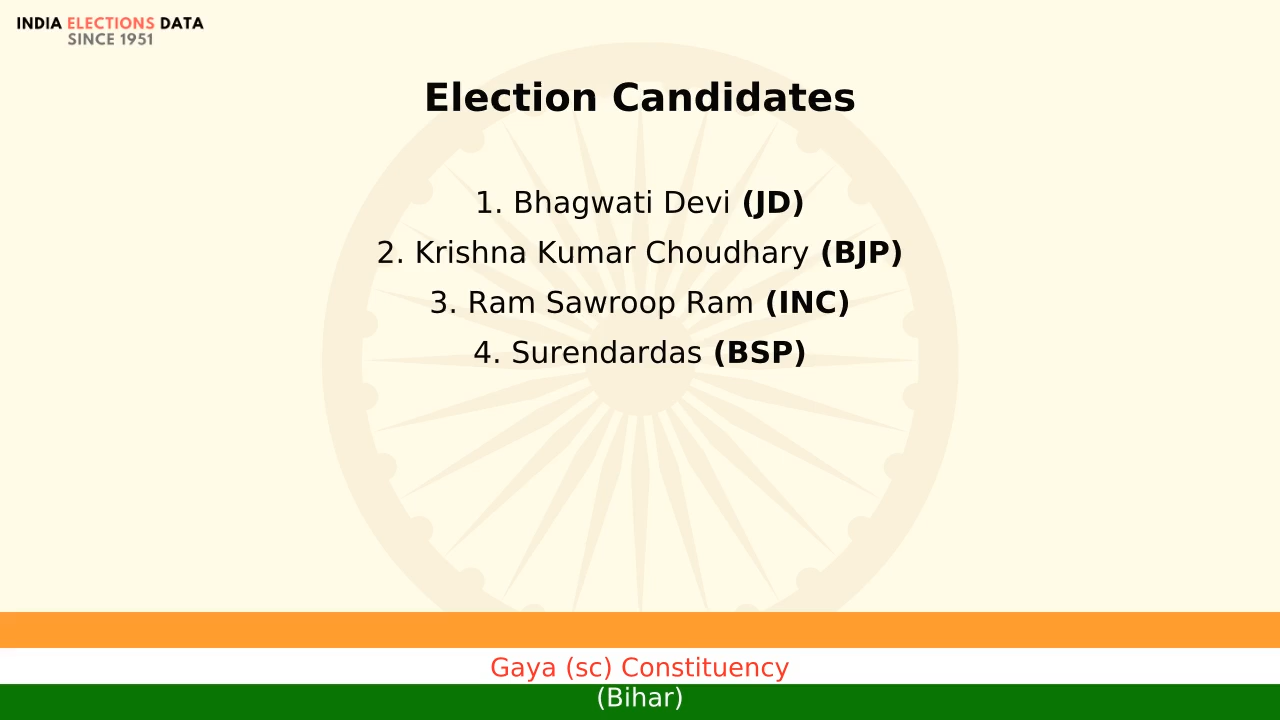 INDIA ELECTIONS DATA
SINCE 1951
Election Candidates
1. Bhagwati Devi (JD)
2. Krishna Kumar Choudhary (BJP)
3. Ram Sawroop Ram (INC)
4. Surendardas (BSP)
Gaya (sc) Constituency
(Bihar)